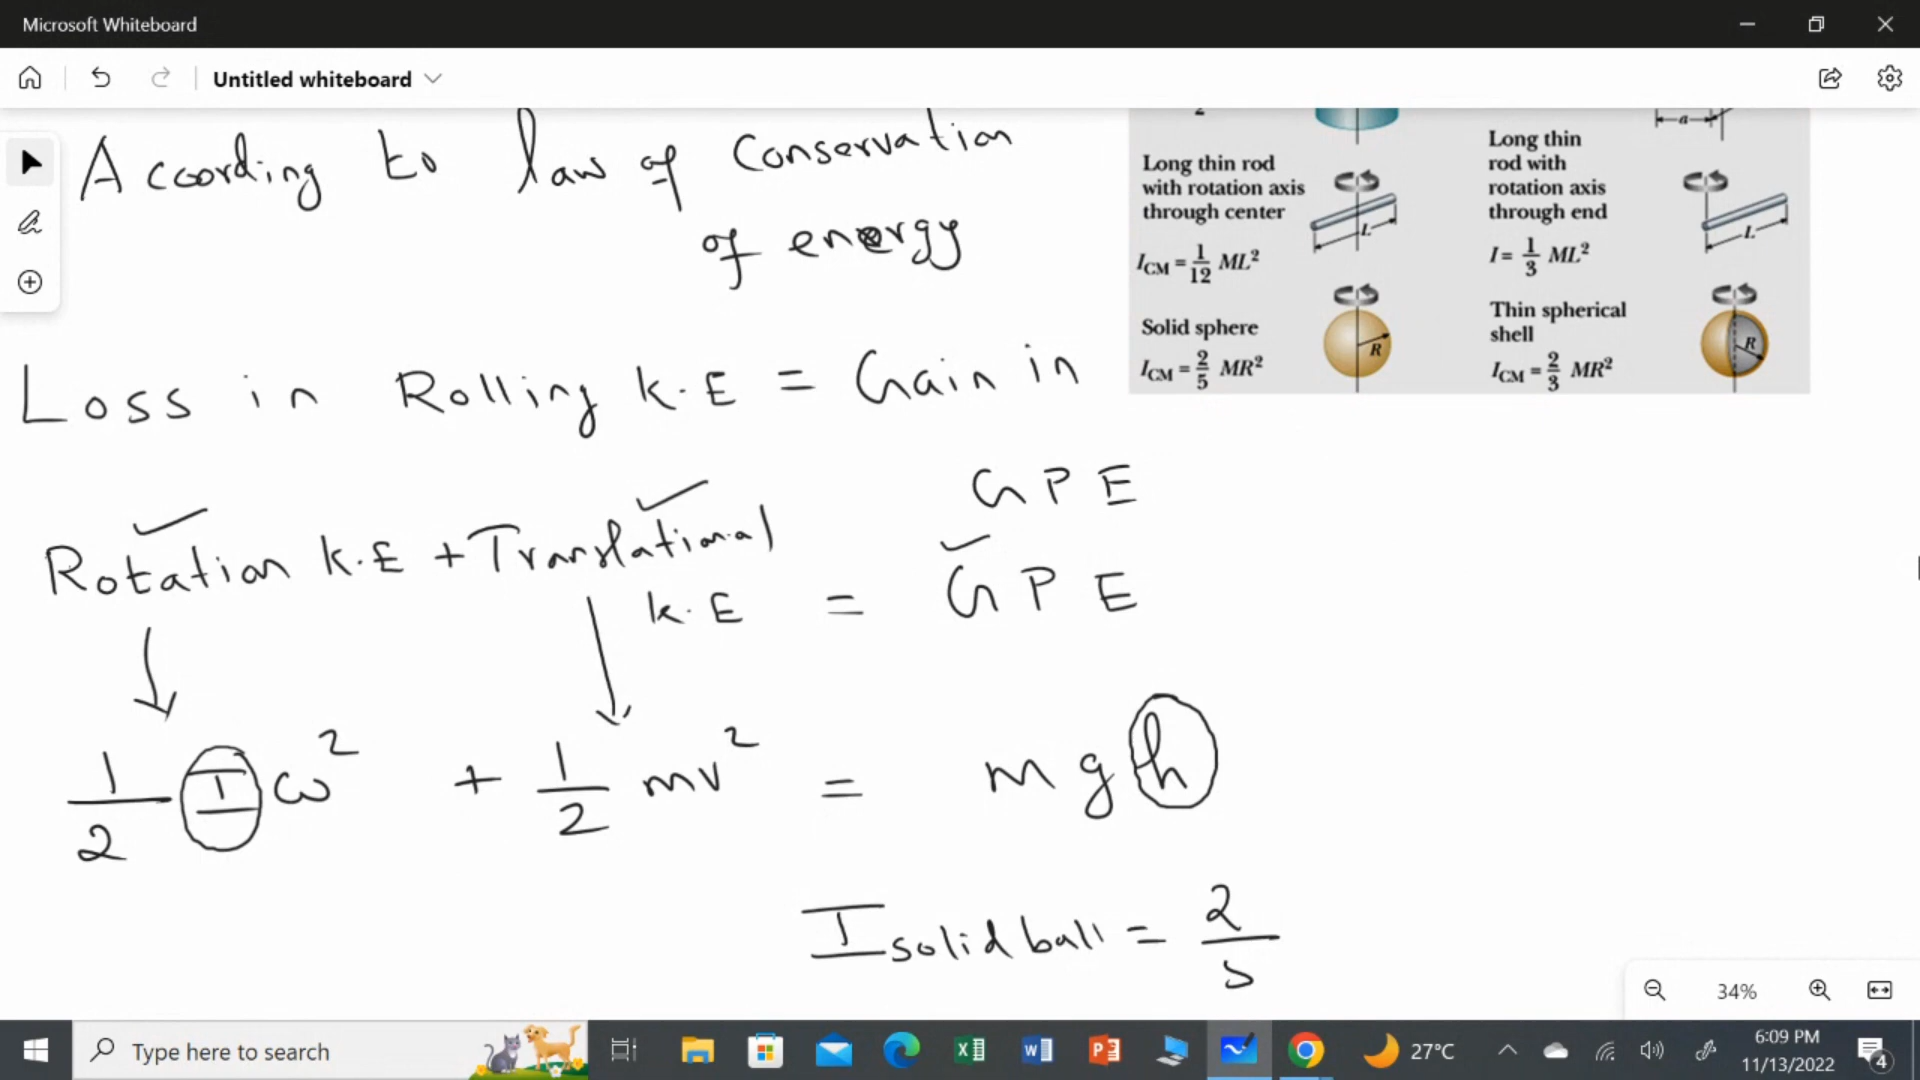 Microsoft Whiteboard
Untitled whiteboard
According to law of Conservation
of energy
Loss in Rolling K.E = Gain in
GPE
Rotation K.E + Translational
K.E = GPE
1/2 I ω² + 1/2 mv² = mgh
I solid ball = 2/5
a
Long thin rod
with rotation axis
through center
L
I_CM = 1/12 ML²
Long thin
rod with
rotation axis
through end
L
I = 1/3 ML²
Solid sphere
R
I_CM = 2/5 MR²
Thin spherical
shell
R
I_CM = 2/3 MR²
34%
Type here to search
27°C
6:09 PM
11/13/2022
4